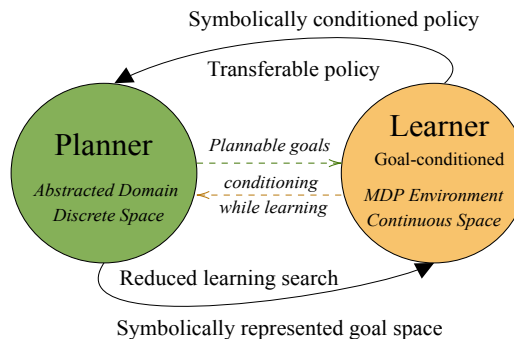 Symbolically conditioned policy
Transferable policy
Planner
Abstracted Domain
Discrete Space
Plannable goals
conditioning
while learning
Learner
Goal-conditioned
MDP Environment
Continuous Space
Reduced learning search
Symbolically represented goal space